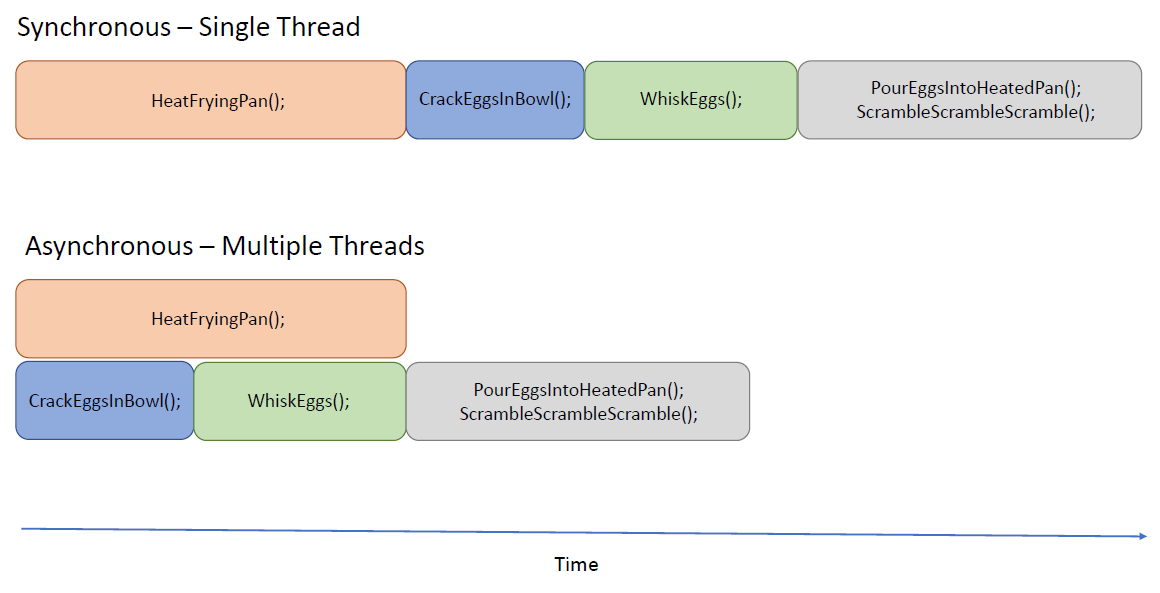 Synchronous – Single Thread
HeatFryingPan();
CrackEggsInBowl();
WhiskEggs();
PourEggsIntoHeatedPan();
ScrambleScrambleScramble();
Asynchronous – Multiple Threads
HeatFryingPan();
CrackEggsInBowl();
WhiskEggs();
PourEggsIntoHeatedPan();
ScrambleScrambleScramble();
Time